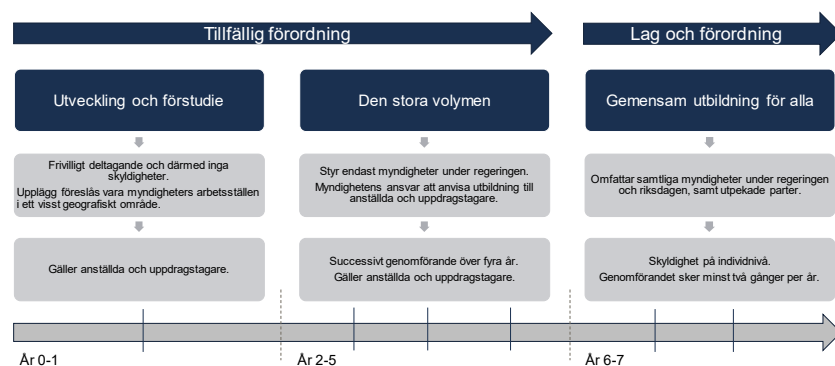 Tillfällig förordning
Lag och förordning
Utveckling och förstudie
Den stora volymen
Gemensam utbildning för alla
Frivilligt deltagande och därmed inga
skyldigheter.
Upplägg föreslås vara myndigheters arbetsställen
i ett visst geografiskt område.
Styr endast myndigheter under regeringen.
Myndighetens ansvar att anvisa utbildning till
anställda och uppdragstagare.
Omfattar samtliga myndigheter under regeringen
och riksdagen, samt utpekade parter.
Gäller anställda och uppdragstagare.
Successivt genomförande över fyra år.
Gäller anställda och uppdragstagare.
Skyldighet på individnivå.
Genomförandet sker minst två gånger per år.
År 0-1
År 2-5
År 6-7